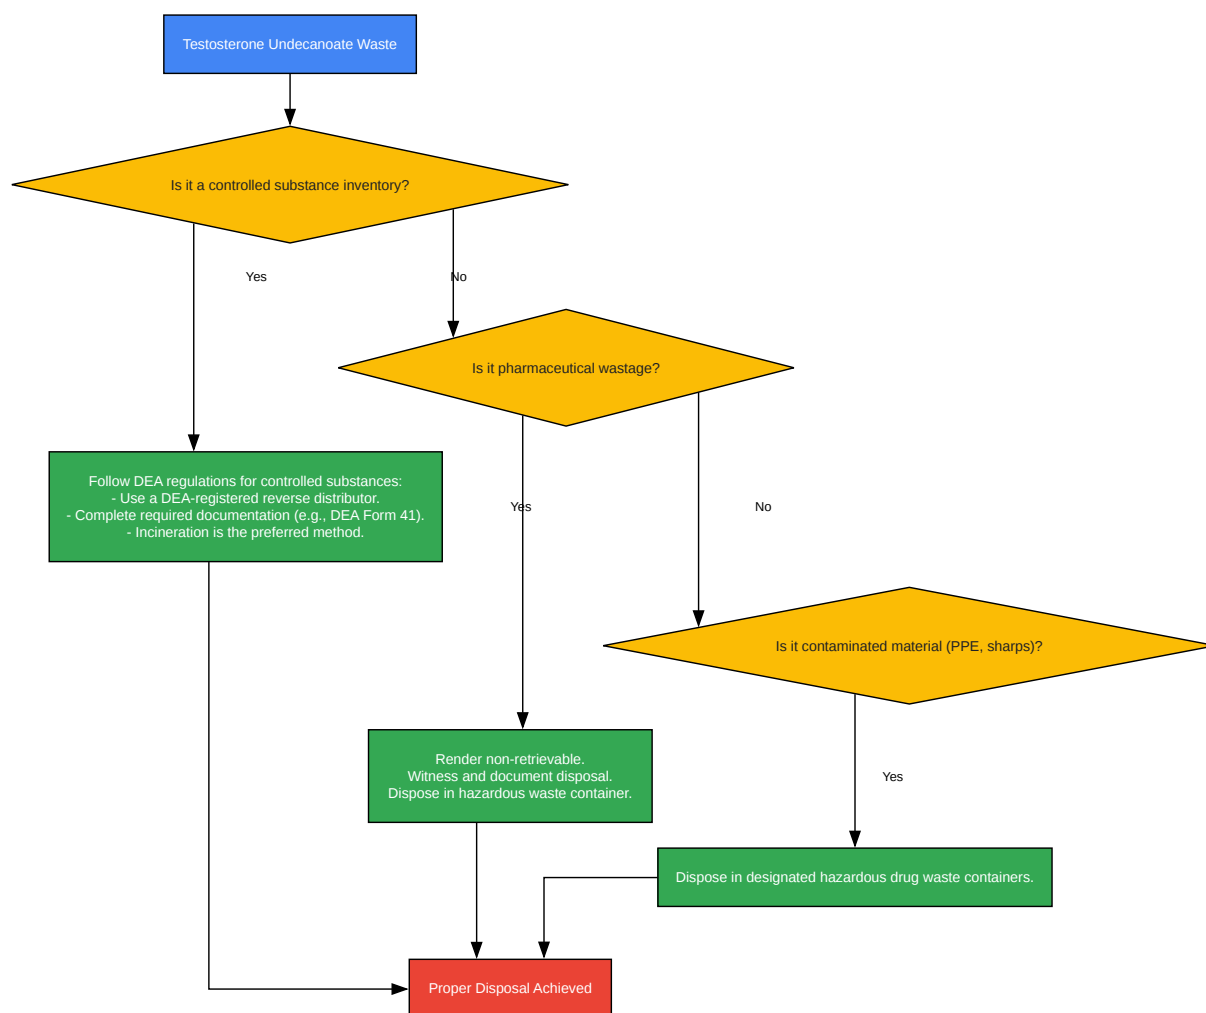 Testosterone Undecanoate Waste
Is it a controlled substance inventory?
Yes
No
Is it pharmaceutical wastage?
Follow DEA regulations for controlled substances:
- Use a DEA-registered reverse distributor.
- Complete required documentation (e.g., DEA Form 41).
- Incineration is the preferred method.
Yes
No
Is it contaminated material (PPE, sharps)?
Render non-retrievable.
Witness and document disposal.
Dispose in hazardous waste container.
Yes
Dispose in designated hazardous drug waste containers.
Proper Disposal Achieved